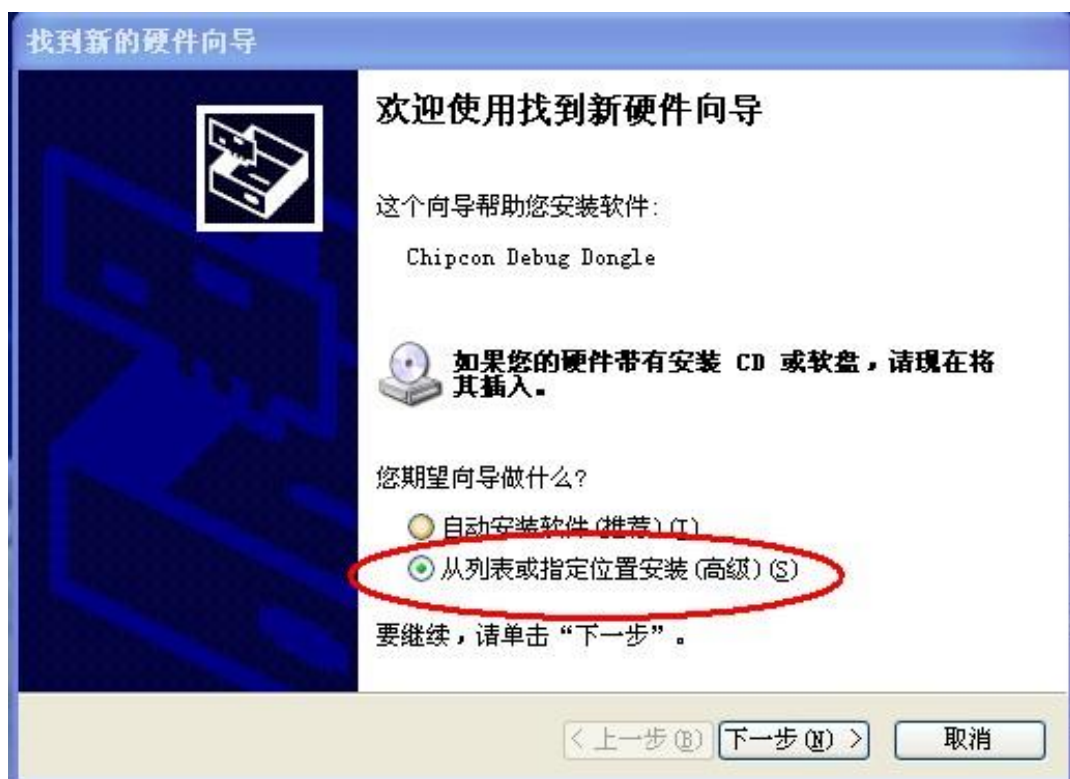 找到新的硬件向导
欢迎使用找到新硬件向导
这个向导帮助您安装软件:
Chipcon Debug Dongle
如果您的硬件带有安装 CD 或软盘，请现在将
其插入。
您期望向导做什么?
自动安装软件(推荐)(I)
从列表或指定位置安装(高级)(S)
要继续，请单击“下一步”。
< 上一步(B)
下一步(N) >
取消